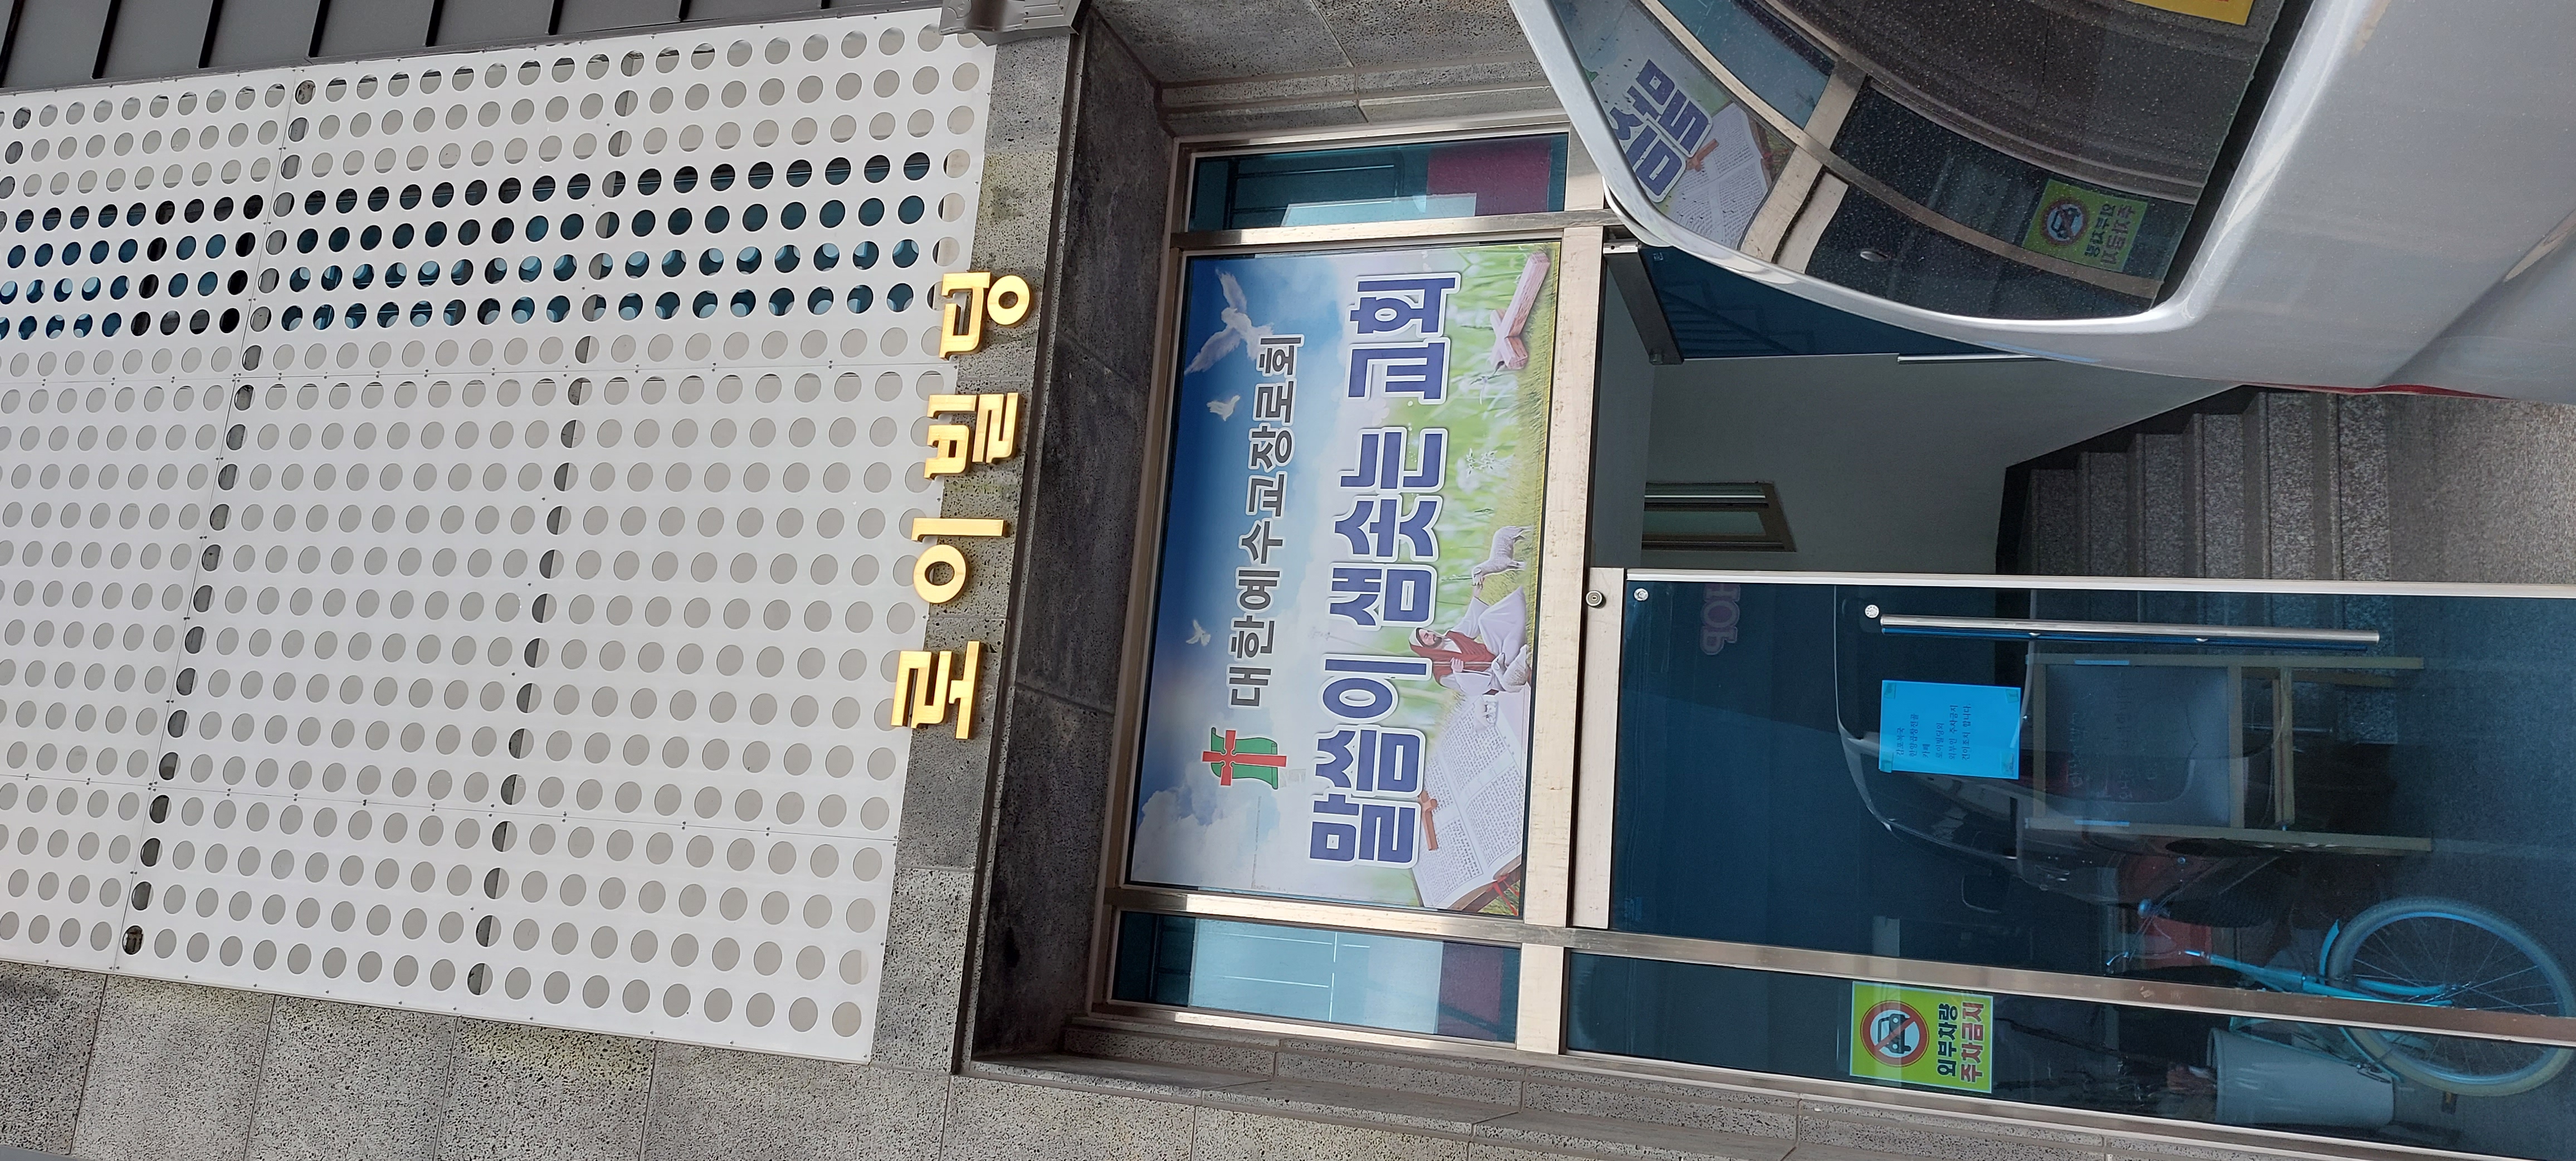 로이빌딩
대한예수교장로회
말씀이 샘솟는 교회
외부차량
주차금지